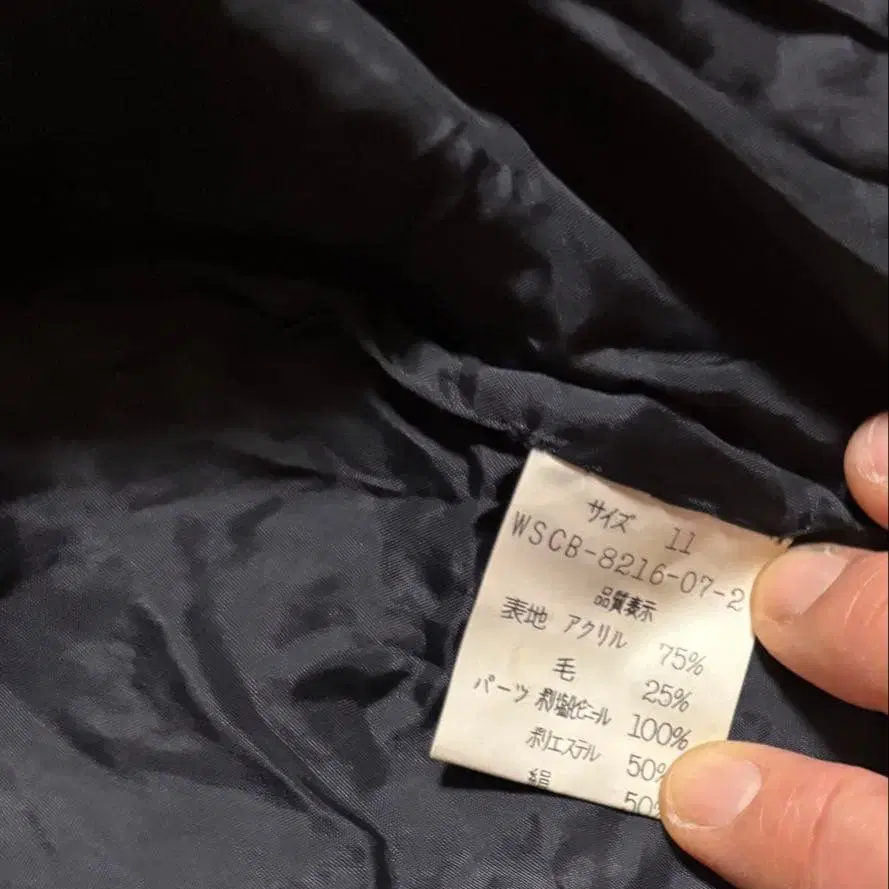 サイズ 11
WSCB-8216-07-2
品質表示
表地 アクリル 75%
毛 25%
パーツ ポリ塩化ビニール 100%
ポリエステル 50%
絹 50%